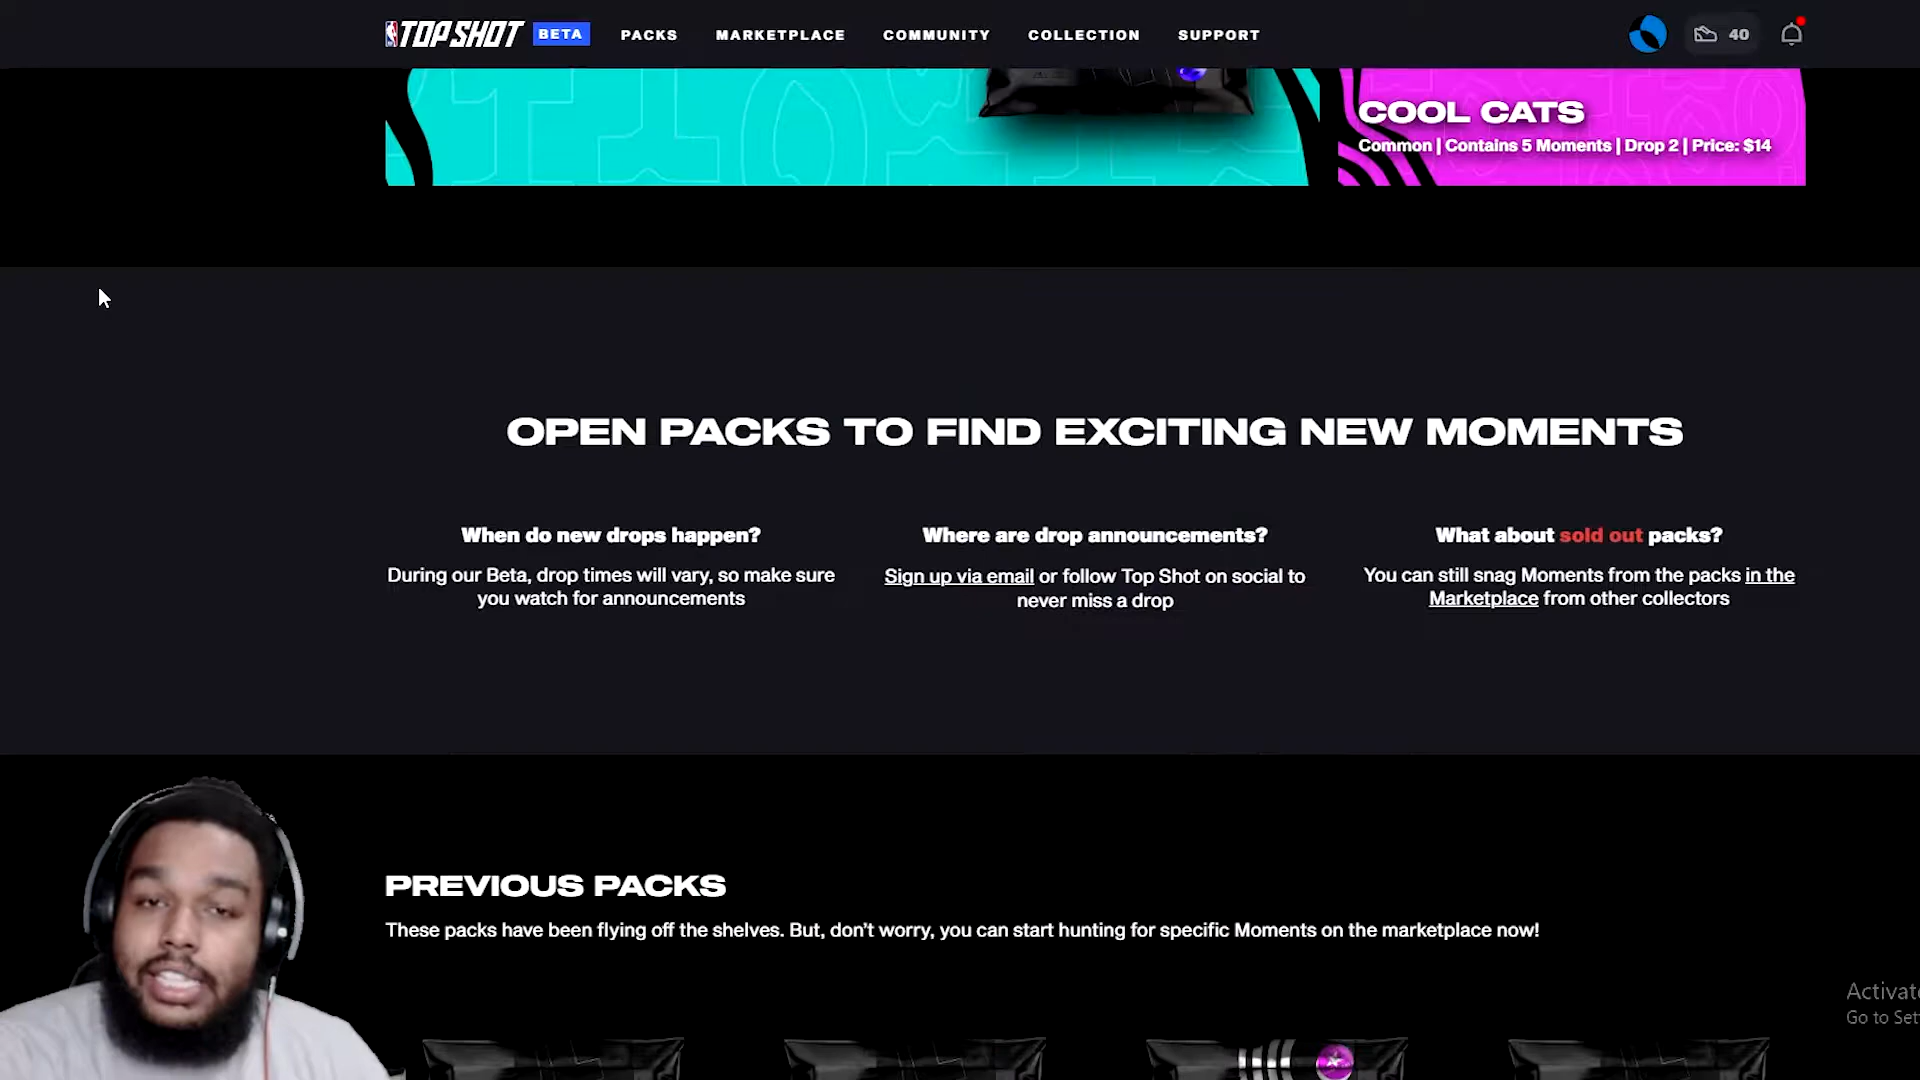 TOP SHOT BETA PACKS MARKETPLACE COMMUNITY COLLECTION SUPPORT 40
COOL CATS
Common | Contains 5 Moments | Drop 2 | Price: $14
OPEN PACKS TO FIND EXCITING NEW MOMENTS
When do new drops happen?
During our Beta, drop times will vary, so make sure
you watch for announcements
Where are drop announcements?
Sign up via email or follow Top Shot on social to
never miss a drop
What about sold out packs?
You can still snag Moments from the packs in the
Marketplace from other collectors
PREVIOUS PACKS
These packs have been flying off the shelves. But, don't worry, you can start hunting for specific Moments on the marketplace now!
Activat
Go to Set